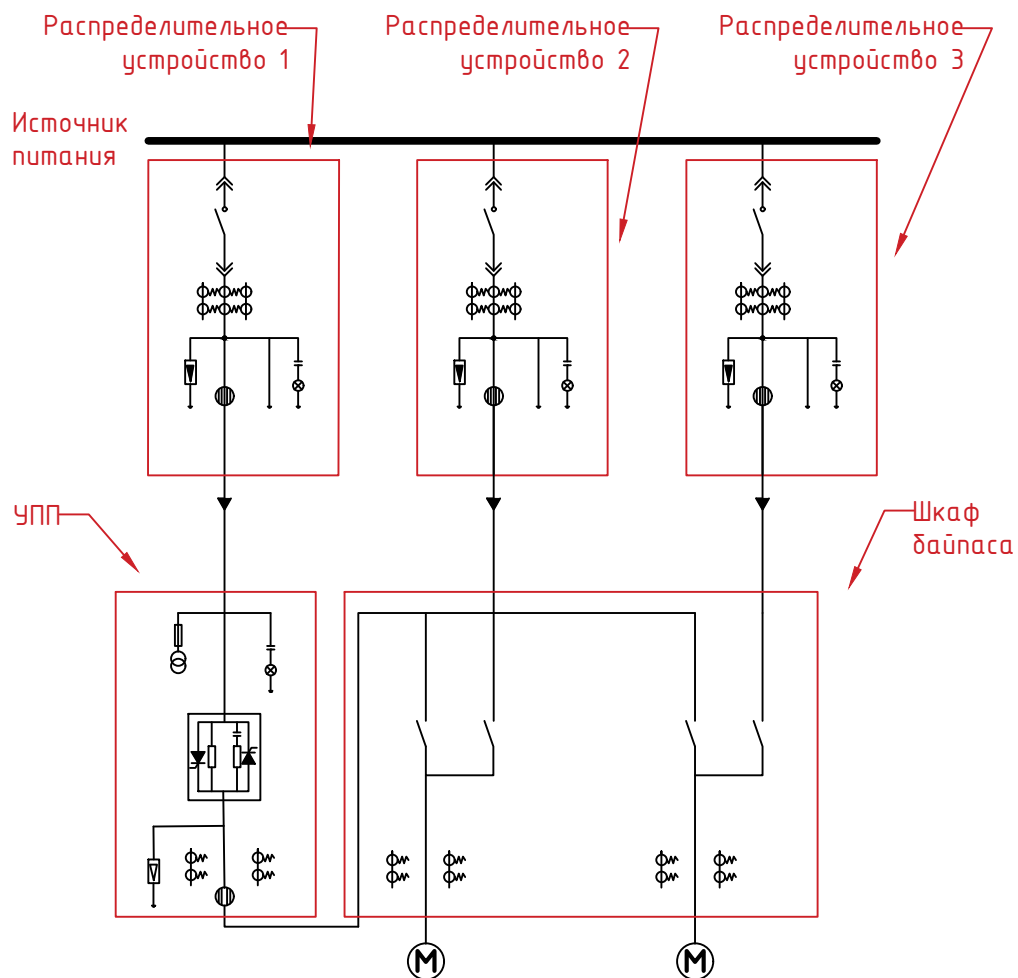 Распределительное
устройство 1
Распределительное
устройство 2
Распределительное
устройство 3
Источник
питания
УПП
Шкаф
байпаса
M
M